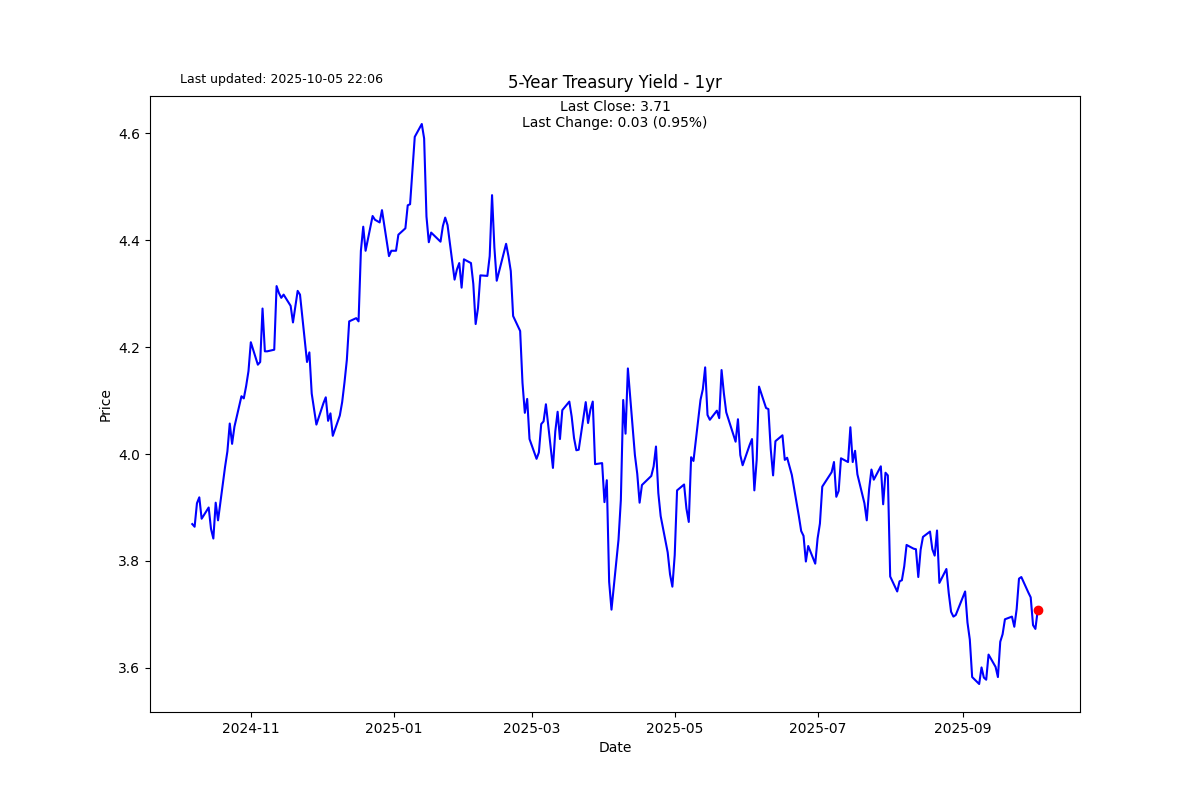 Last updated: 2025-10-05 22:06
5-Year Treasury Yield - 1yr
Last Close: 3.71
Last Change: 0.03 (0.95%)
4.6
4.4
4.2
4.0
3.8
3.6
Price
2024-11
2025-01
2025-03
2025-05
2025-07
2025-09
Date